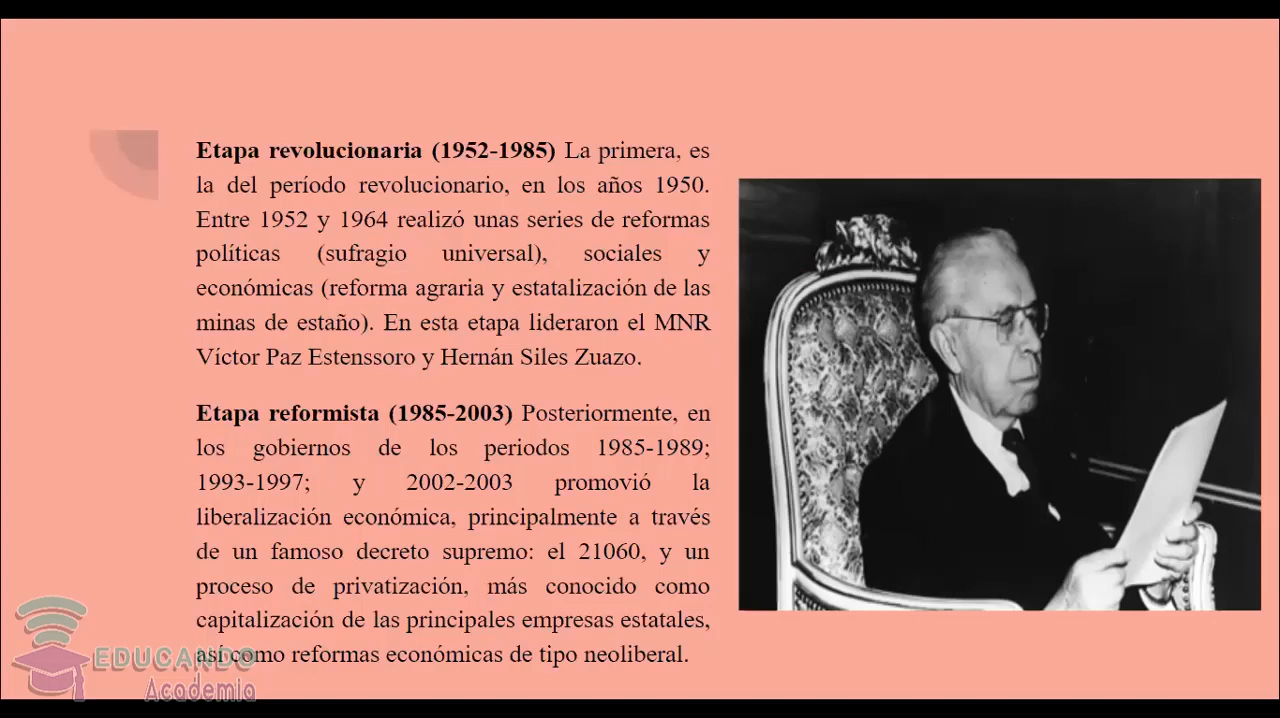 Etapa revolucionaria (1952-1985) La primera, es
la del período revolucionario, en los años 1950.
Entre 1952 y 1964 realizó unas series de reformas
políticas (sufragio universal), sociales y
económicas (reforma agraria y estatalización de las
minas de estaño). En esta etapa lideraron el MNR
Víctor Paz Estenssoro y Hernán Siles Zuazo.
Etapa reformista (1985-2003) Posteriormente, en
los gobiernos de los periodos 1985-1989;
1993-1997; y 2002-2003 promovió la
liberalización económica, principalmente a través
de un famoso decreto supremo: el 21060, y un
proceso de privatización, más conocido como
capitalización de las principales empresas estatales,
así como reformas económicas de tipo neoliberal.
EDUCANDO
Academia